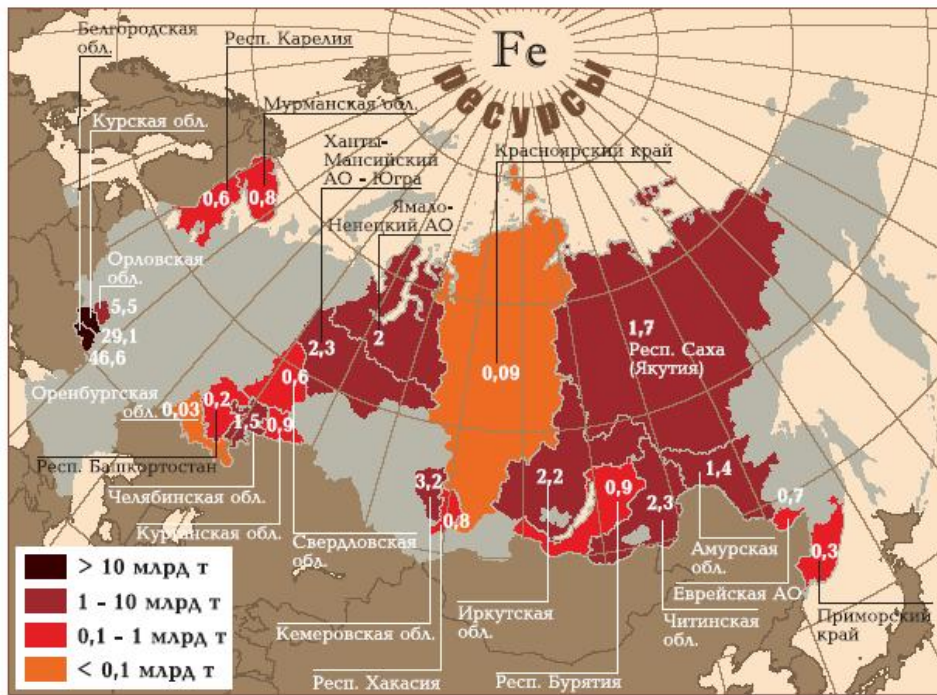 Белгородская
обл.
Респ. Карелия
Fe
ресурсы
Мурманская обл.
Курская обл.
Ханты-
Мансийский
АО - Югра
Красноярский край
Ямало-
Ненецкий АО
0,6
0,8
Орловская
обл.
5,5
29,1
46,6
2,3
2
1,7
Респ. Саха
(Якутия)
0,09
Оренбургская
обл.
0,03
0,2
0,6
1,5
0,9
Респ. Башкортостан
Челябинская обл.
Курганская обл.
Свердловская
обл.
3,2
0,8
2,2
0,9
2,3
1,4
0,7
0,3
Амурская
обл.
Еврейская АО
Кемеровская обл.
Иркутская
обл.
Читинская
обл.
Приморский
край
Респ. Хакасия
Респ. Бурятия
> 10 млрд т
1 - 10 млрд т
0,1 - 1 млрд т
< 0,1 млрд т